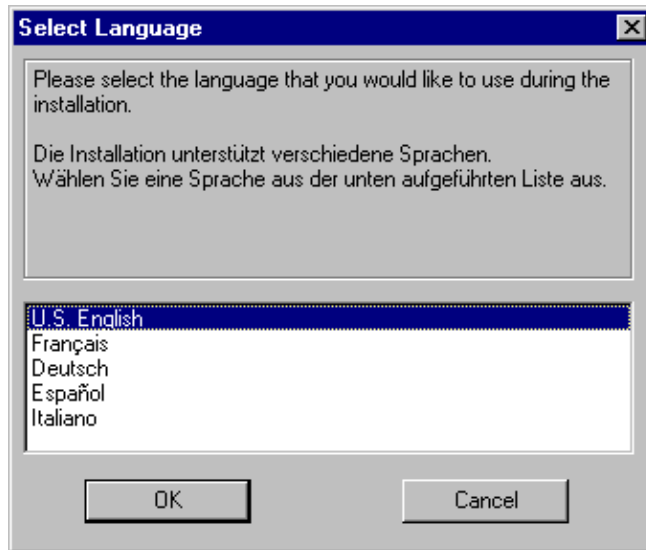 Select Language
Please select the language that you would like to use during the
installation.
Die Installation unterstützt verschiedene Sprachen.
Wählen Sie eine Sprache aus der unten aufgeführten Liste aus.
U.S. English
Français
Deutsch
Español
Italiano
OK
Cancel